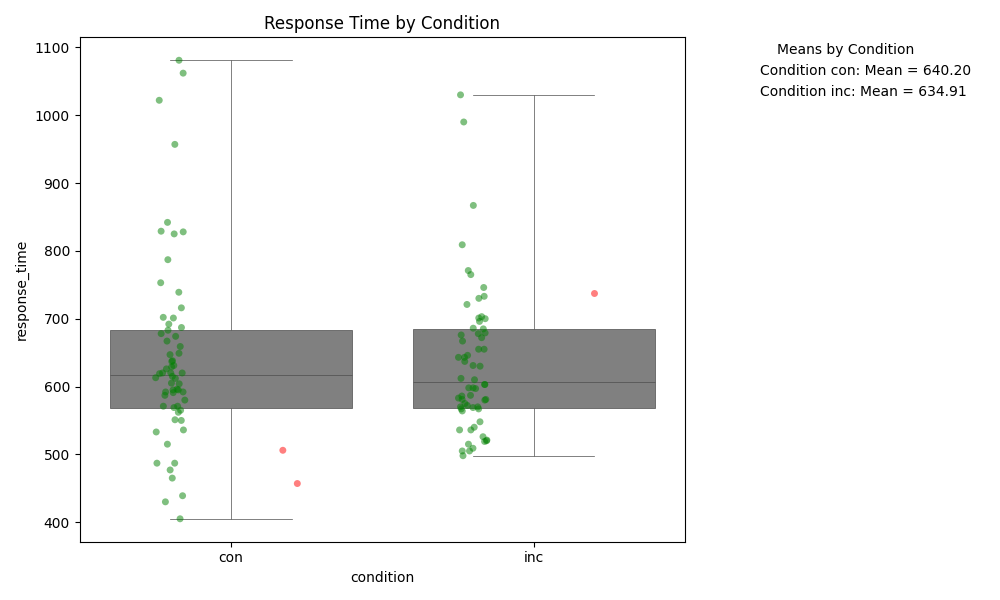 Response Time by Condition
Means by Condition
Condition con: Mean = 640.20
Condition inc: Mean = 634.91
1100
1000
900
800
700
600
500
400
response_time
con
inc
condition